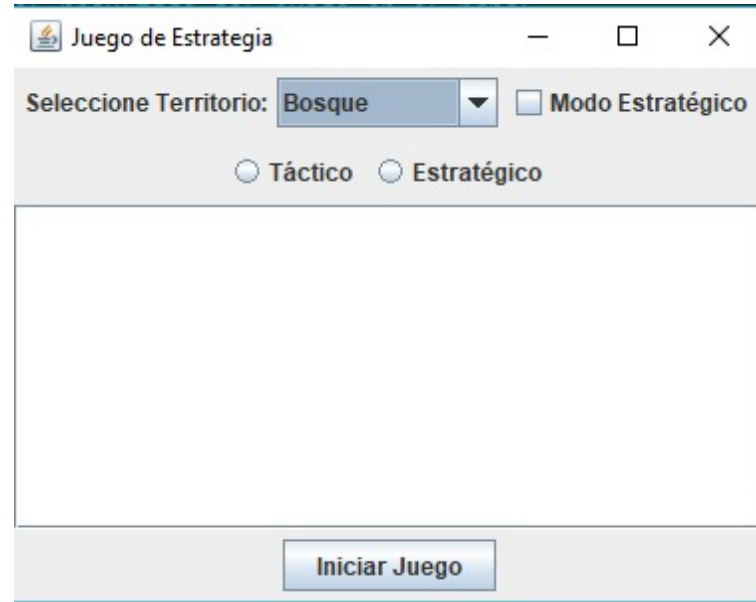 Juego de Estrategia
Seleccione Territorio: Bosque Modo Estratégico
Táctico Estratégico
Iniciar Juego